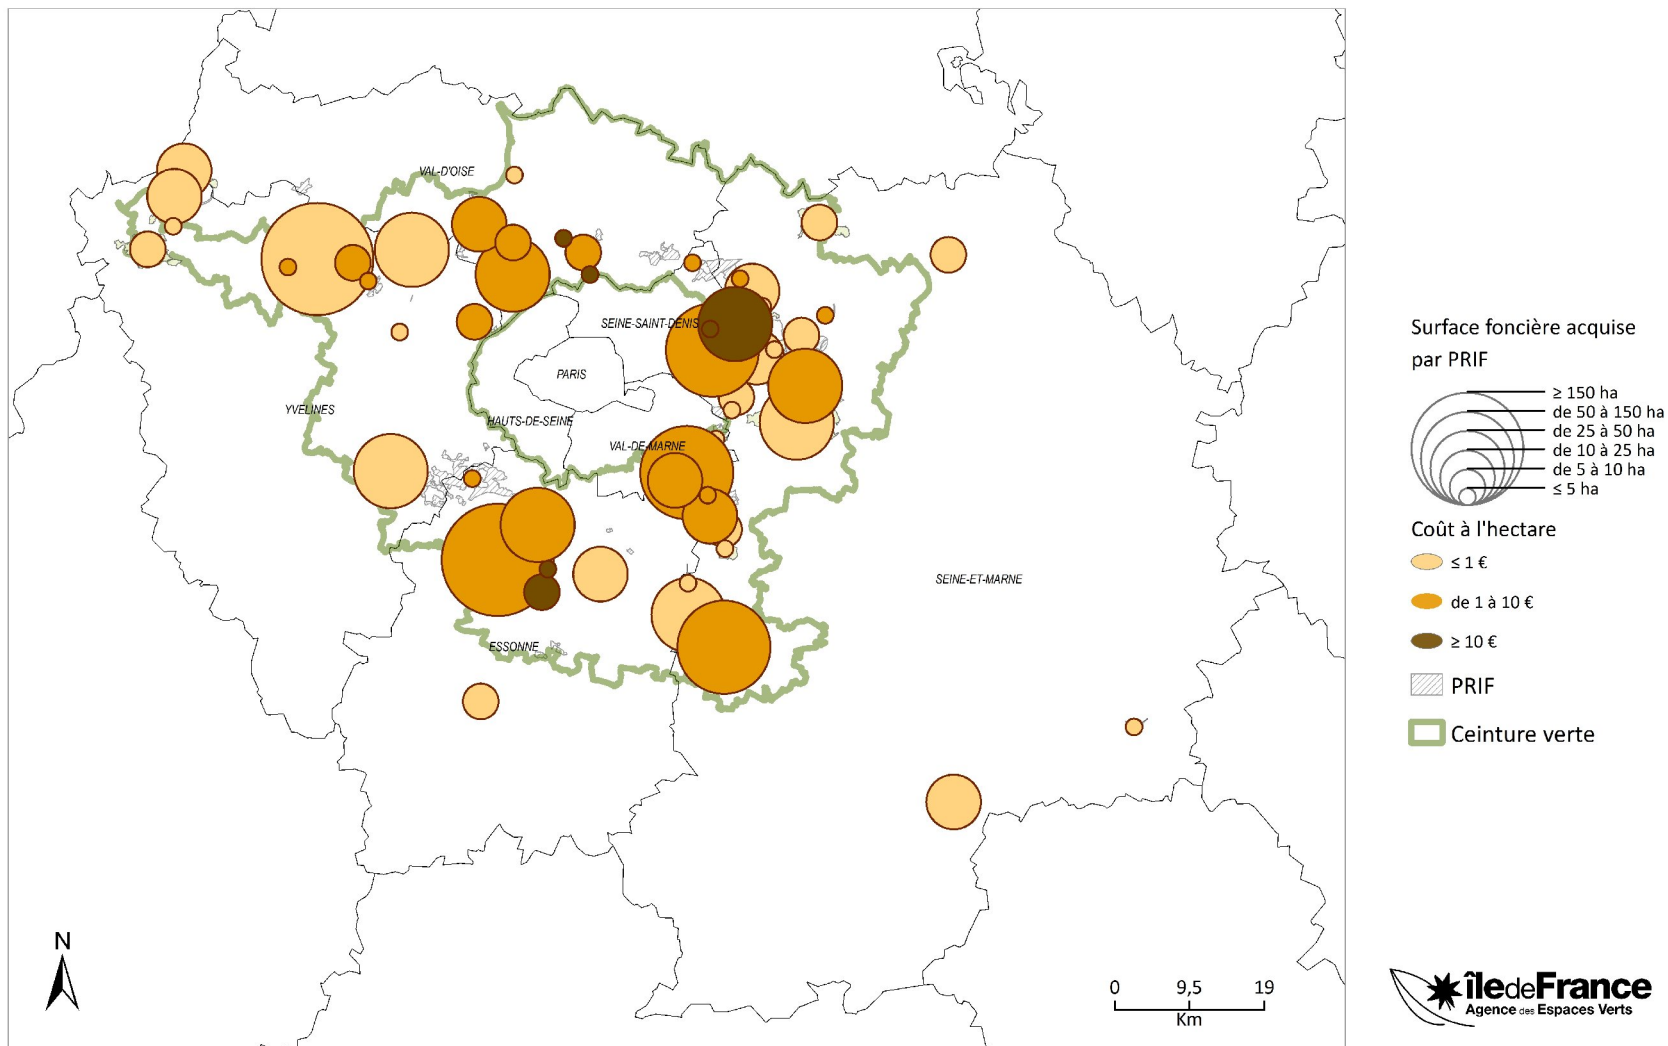 VAL-D'OISE
SEINE-SAINT-DENIS
PARIS
YVELINES
HAUTS-DE-SEINE
VAL-DE-MARNE
SEINE-ET-MARNE
ESSONNE
N
0 9,5 19
Km
Surface foncière acquise
par PRIF
≥ 150 ha
de 50 à 150 ha
de 25 à 50 ha
de 10 à 25 ha
de 5 à 10 ha
≤ 5 ha
Coût à l'hectare
≤ 1 €
de 1 à 10 €
≥ 10 €
PRIF
Ceinture verte
îledeFrance
Agence des Espaces Verts